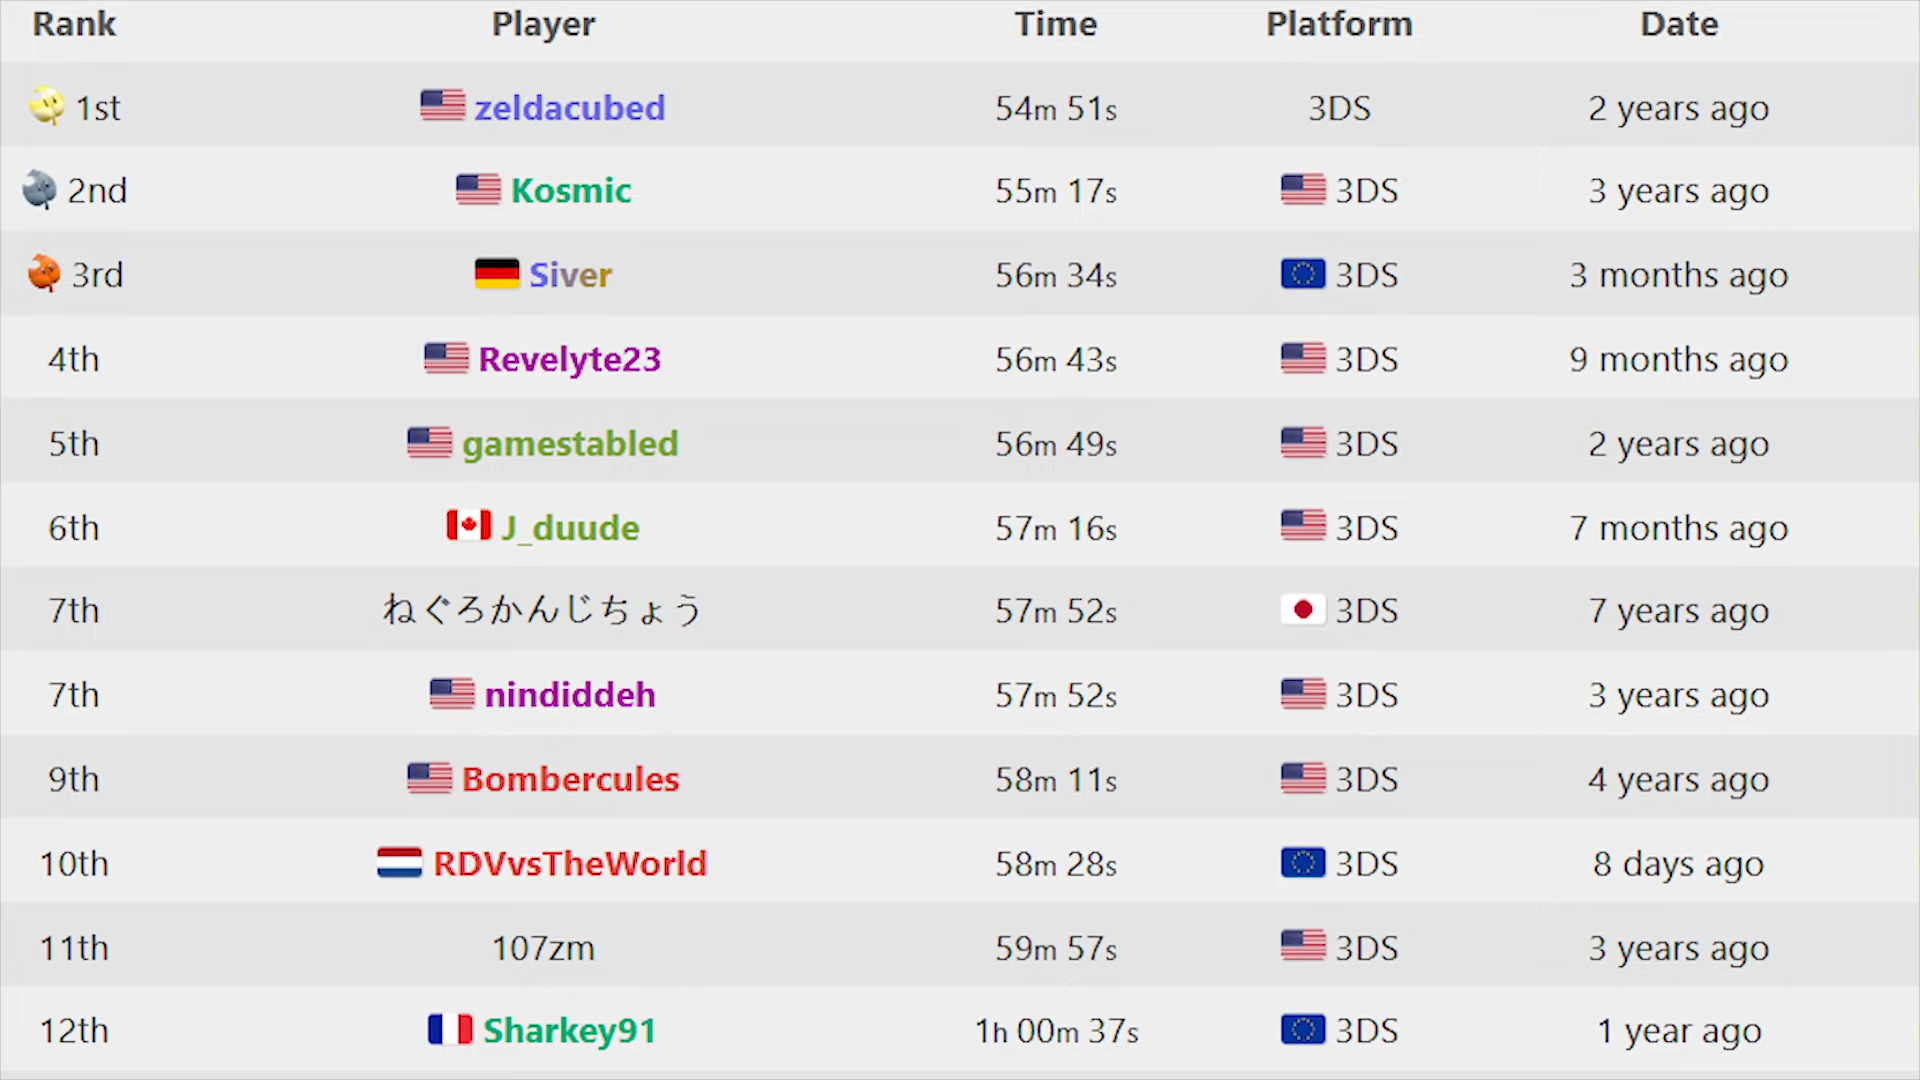 Rank Player Time Platform Date
1st zeldacubed 54m 51s 3DS 2 years ago
2nd Kosmic 55m 17s 3DS 3 years ago
3rd Siver 56m 34s 3DS 3 months ago
4th Revelyte23 56m 43s 3DS 9 months ago
5th gamestabled 56m 49s 3DS 2 years ago
6th J_duude 57m 16s 3DS 7 months ago
7th ねぐろかんじちょう 57m 52s 3DS 7 years ago
7th nindiddeh 57m 52s 3DS 3 years ago
9th Bombercules 58m 11s 3DS 4 years ago
10th RDVvsTheWorld 58m 28s 3DS 8 days ago
11th 107zm 59m 57s 3DS 3 years ago
12th Sharkey91 1h 00m 37s 3DS 1 year ago